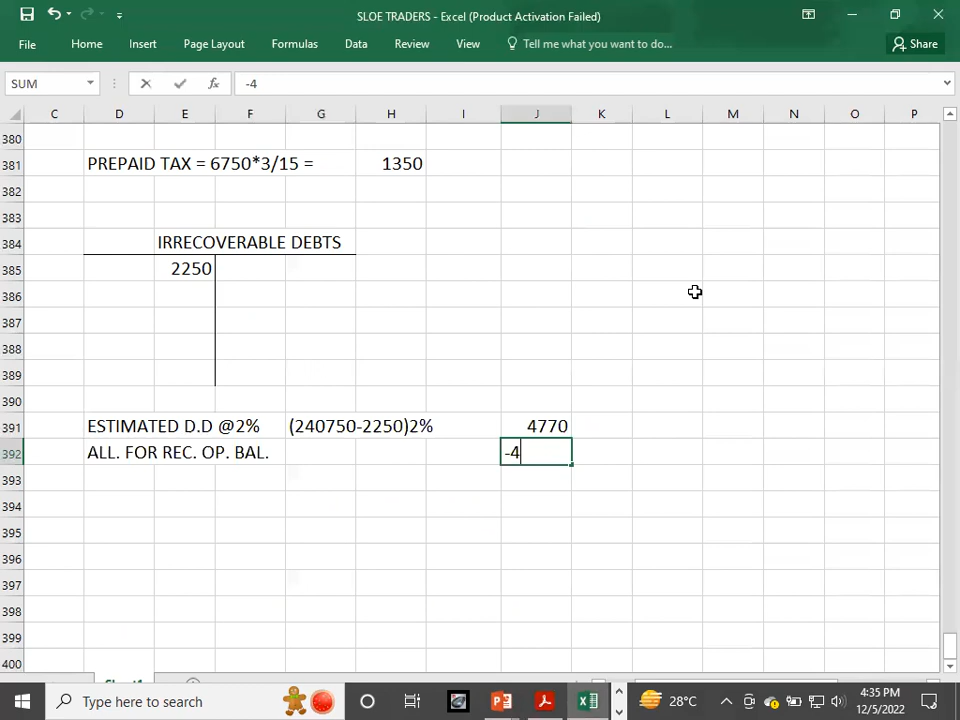 SLOE TRADERS - Excel (Product Activation Failed)
File Home Insert Page Layout Formulas Data Review View Tell me what you want to do... Share
SUM -4
C D E F G H I J K L M N O P
380
381 PREPAID TAX = 6750*3/15 = 1350
382
383
384 IRRECOVERABLE DEBTS
385 2250
386
387
388
389
390
391 ESTIMATED D.D @2% (240750-2250)2% 4770
392 ALL. FOR REC. OP. BAL. -4
393
394
395
396
397
398
399
400
Sheet1
Type here to search 28°C 4:35 PM
12/5/2022